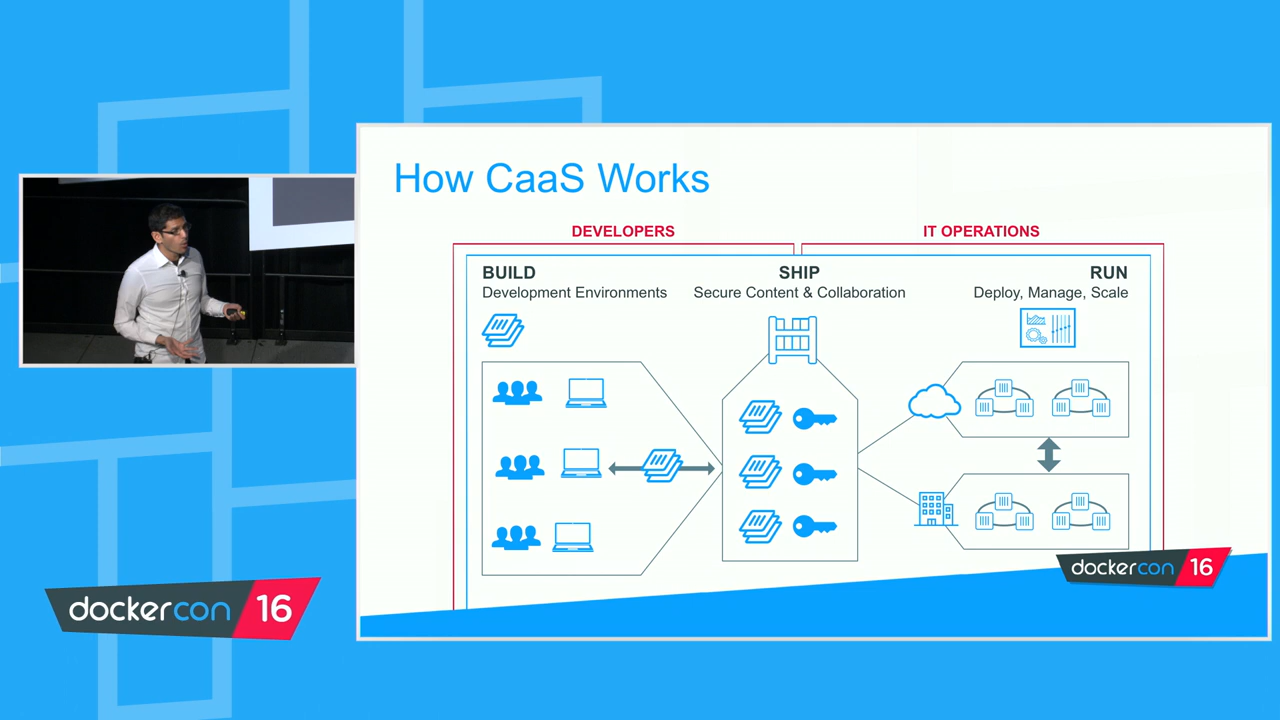 How CaaS Works
DEVELOPERS
IT OPERATIONS
BUILD
Development Environments
SHIP
Secure Content & Collaboration
RUN
Deploy, Manage, Scale
dockercon 16
dockercon 16